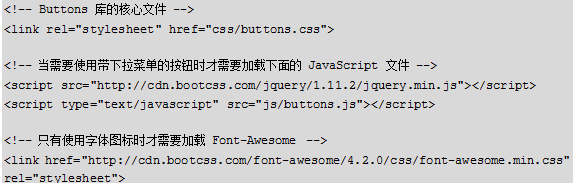 <!-- Buttons 库的核心文件 -->
<link rel="stylesheet" href="css/buttons.css">
<!-- 当需要使用带下拉菜单的按钮时才需要加载下面的 JavaScript 文件 -->
<script src="http://cdn.bootcss.com/jquery/1.11.2/jquery.min.js"></script>
<script type="text/javascript" src="js/buttons.js"></script>
<!-- 只有使用字体图标时才需要加载 Font-Awesome -->
<link href="http://cdn.bootcss.com/font-awesome/4.2.0/css/font-awesome.min.css"
rel="stylesheet">